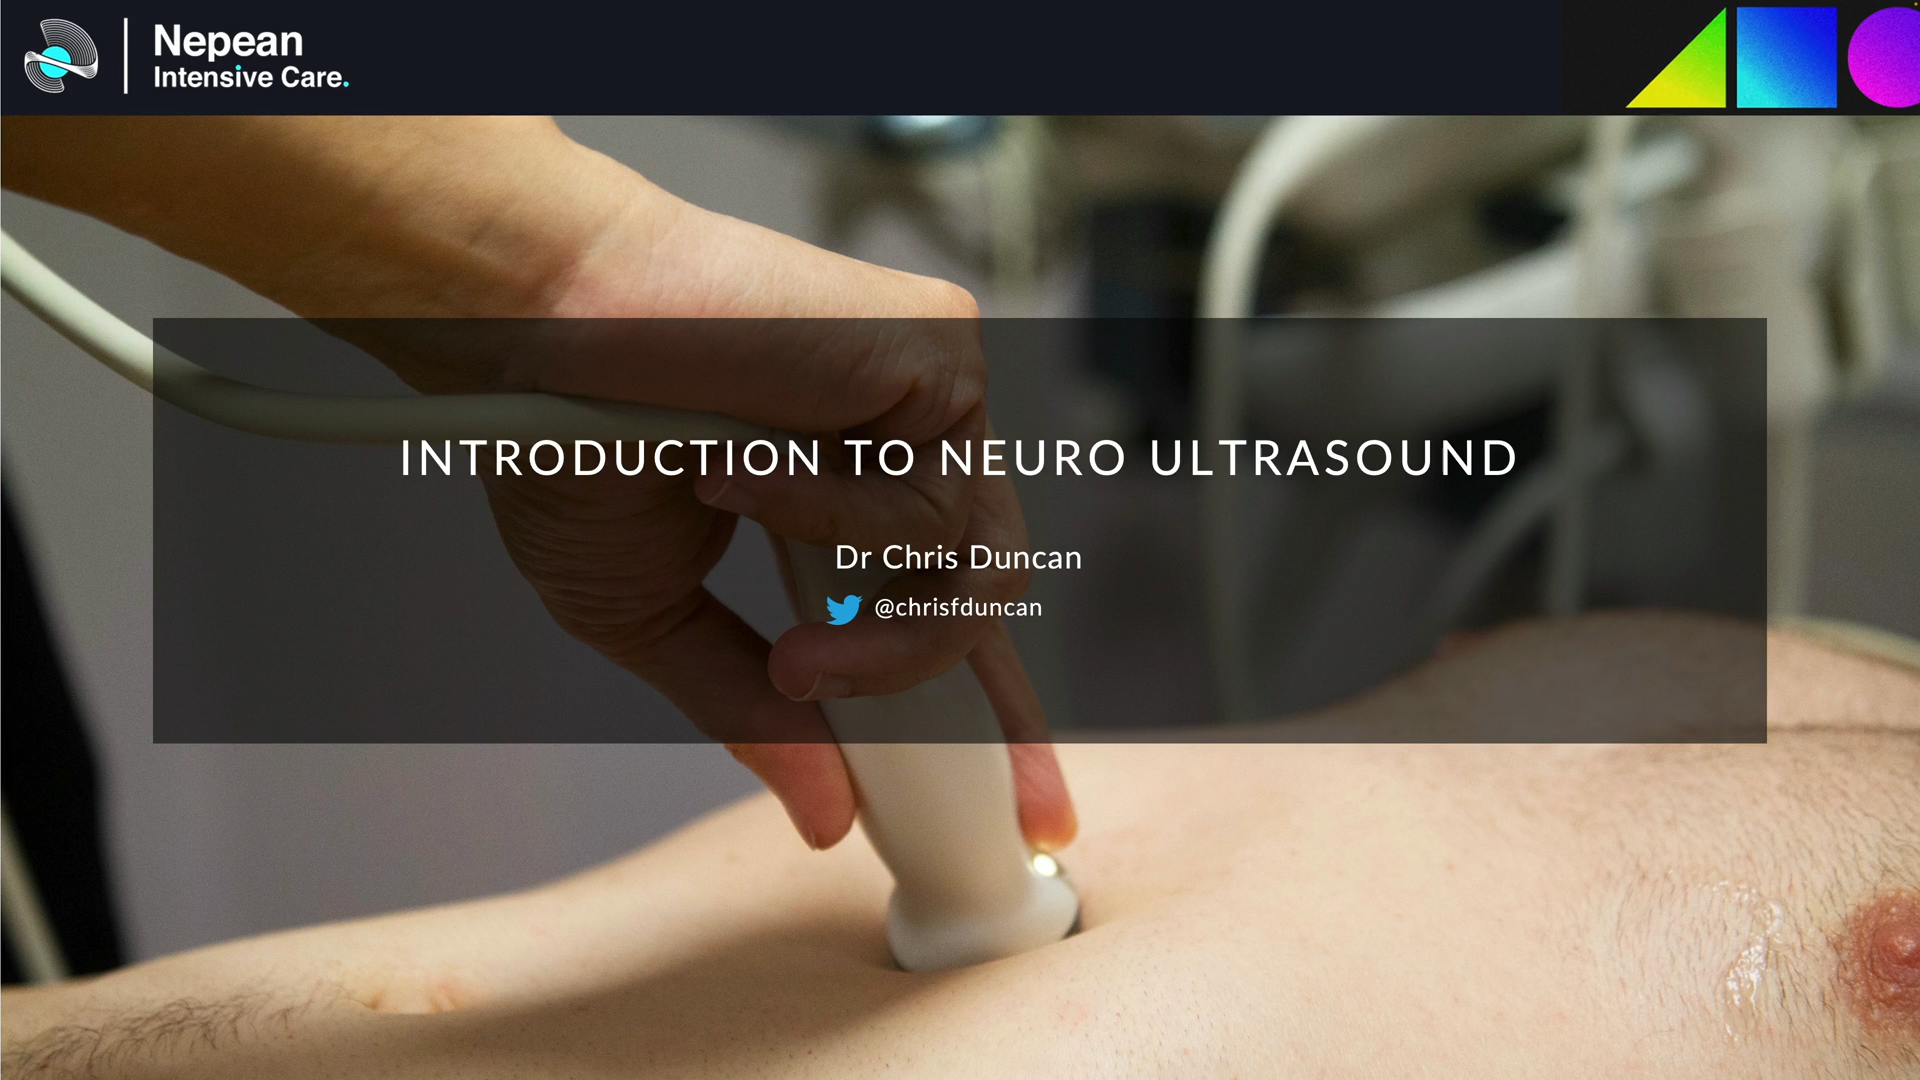 Nepean
Intensive Care.
INTRODUCTION TO NEURO ULTRASOUND
Dr Chris Duncan
@chrisfduncan